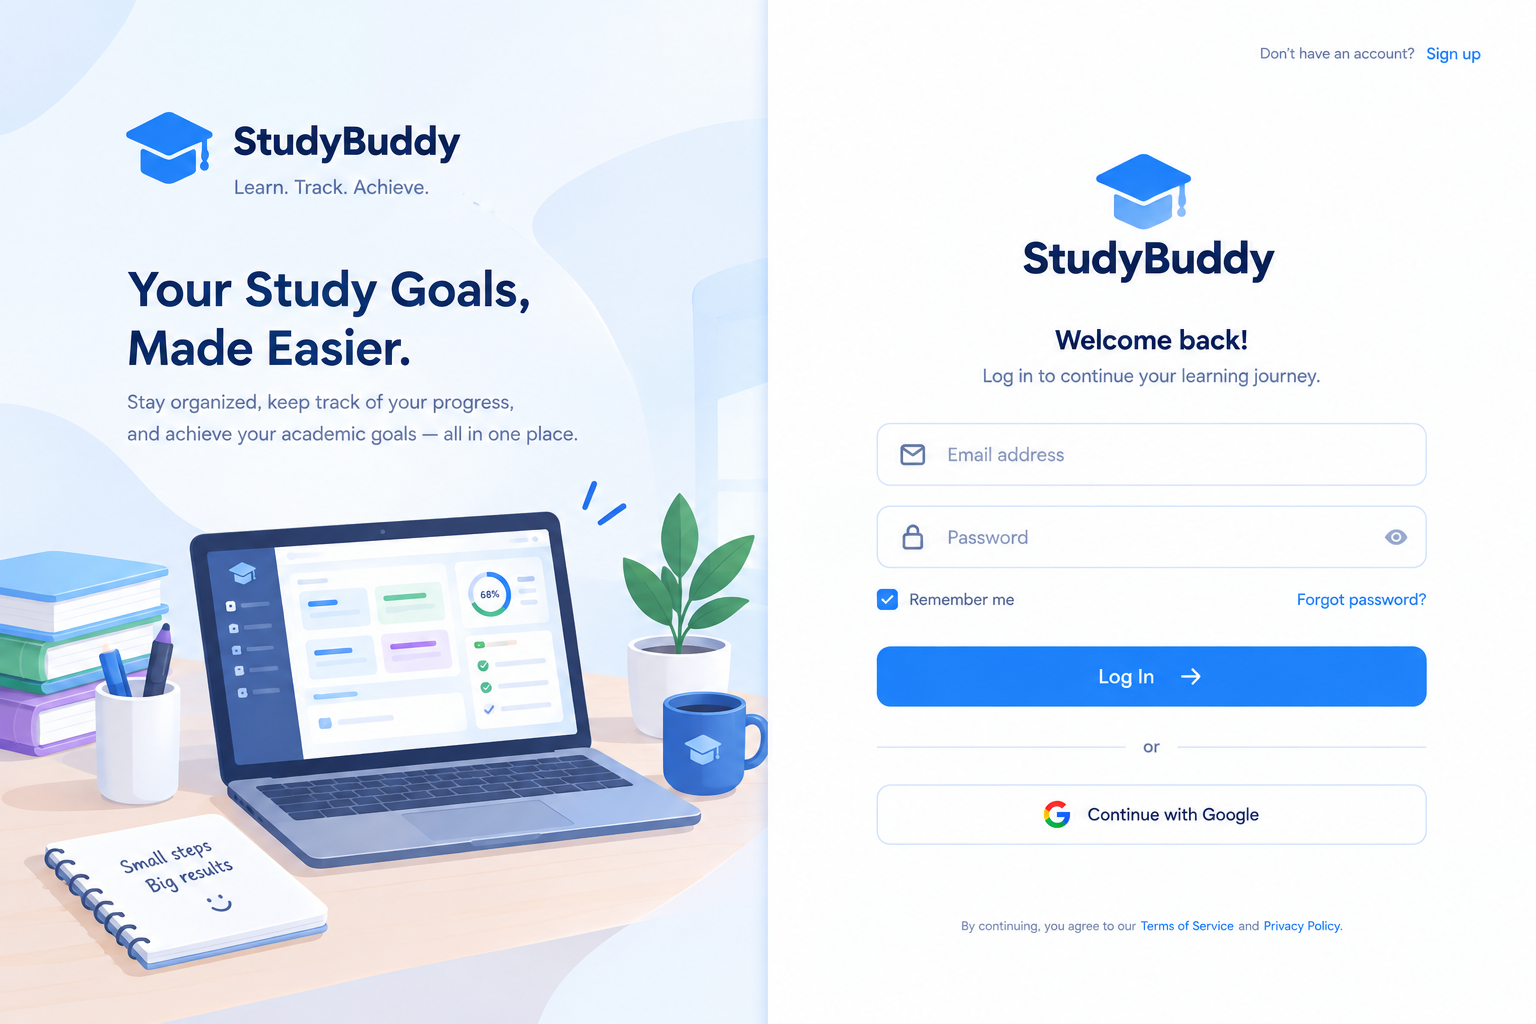 StudyBuddy
Learn. Track. Achieve.
Your Study Goals,
Made Easier.
Stay organized, keep track of your progress,
and achieve your academic goals — all in one place.
68%
Small steps
Big results
Don't have an account? Sign up
StudyBuddy
Welcome back!
Log in to continue your learning journey.
Email address
Password
Remember me Forgot password?
Log In
or
Continue with Google
By continuing, you agree to our Terms of Service and Privacy Policy.